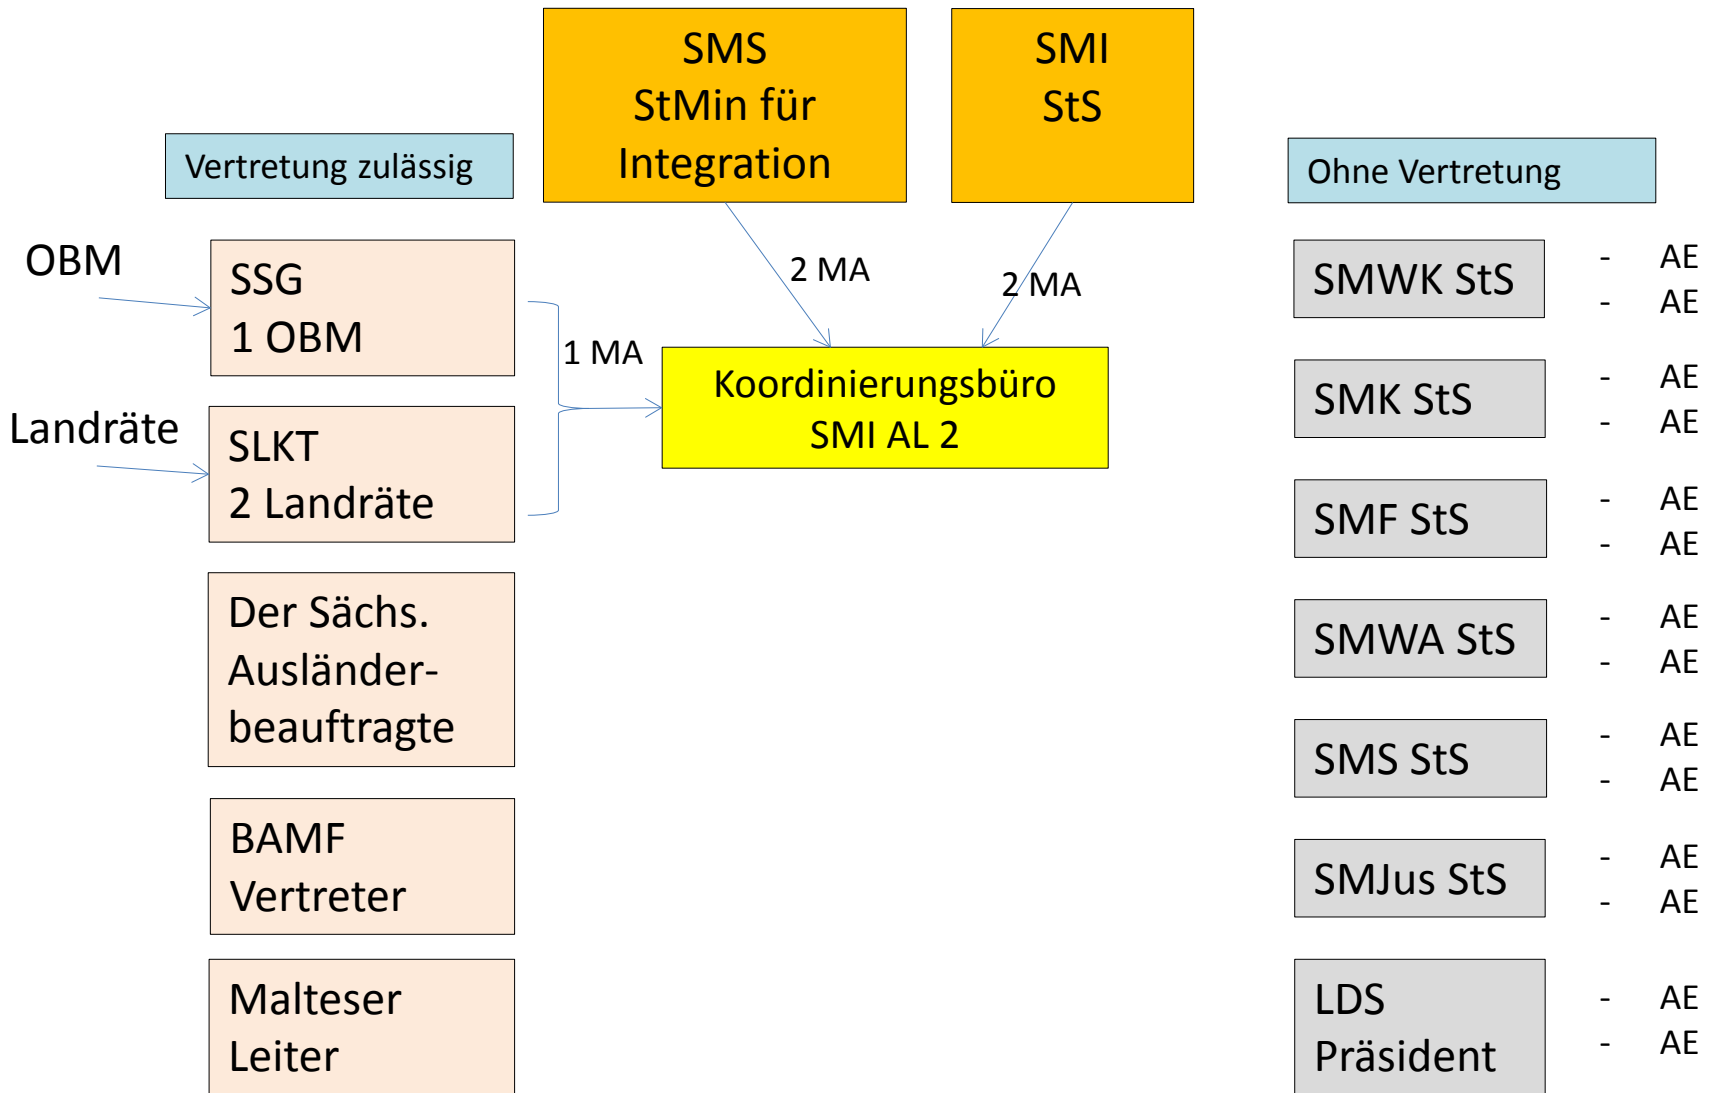 SMS
StMin für
Integration
SMI
StS
Vertretung zulässig
Ohne Vertretung
OBM
SSG
1 OBM
Landräte
SLKT
2 Landräte
Der Sächs.
Ausländer-
beauftragte
BAMF
Vertreter
Malteser
Leiter
1 MA
2 MA
2 MA
Koordinierungsbüro
SMI AL 2
SMWK StS
- AE
- AE
SMK StS
- AE
- AE
SMF StS
- AE
- AE
SMWA StS
- AE
- AE
SMS StS
- AE
- AE
SMJus StS
- AE
- AE
LDS
Präsident
- AE
- AE